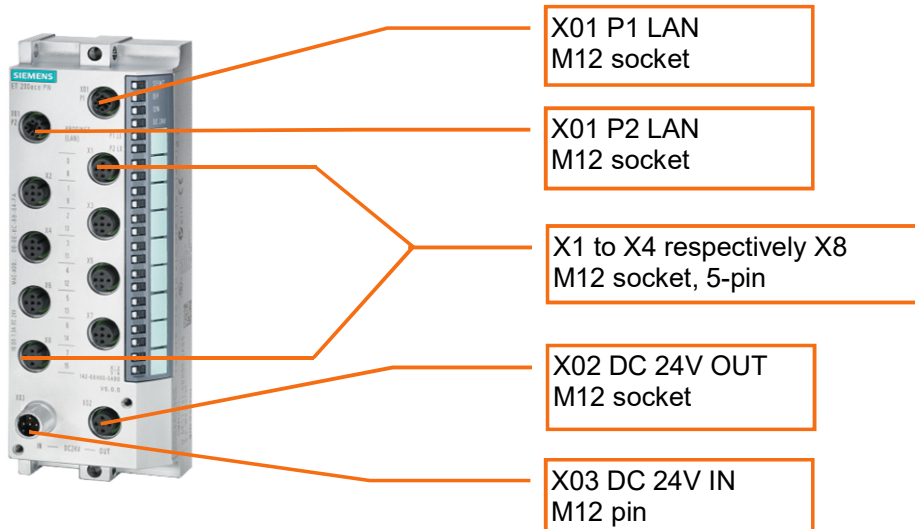 X01 P1 LAN
M12 socket
X01 P2 LAN
M12 socket
X1 to X4 respectively X8
M12 socket, 5-pin
X02 DC 24V OUT
M12 socket
X03 DC 24V IN
M12 pin
SIEMENS
ET 200eco PN
X01
P1
X01
P2
PROFINET
(LAN)
X1
X2
X3
X4
X5
X6
X7
X8
X03
X02
IN — DC24V — OUT